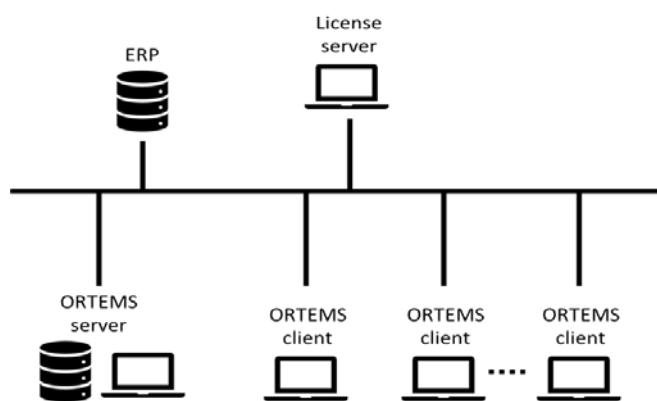 License
server
ERP
ORTEMS
server
ORTEMS
client
ORTEMS
client
ORTEMS
client